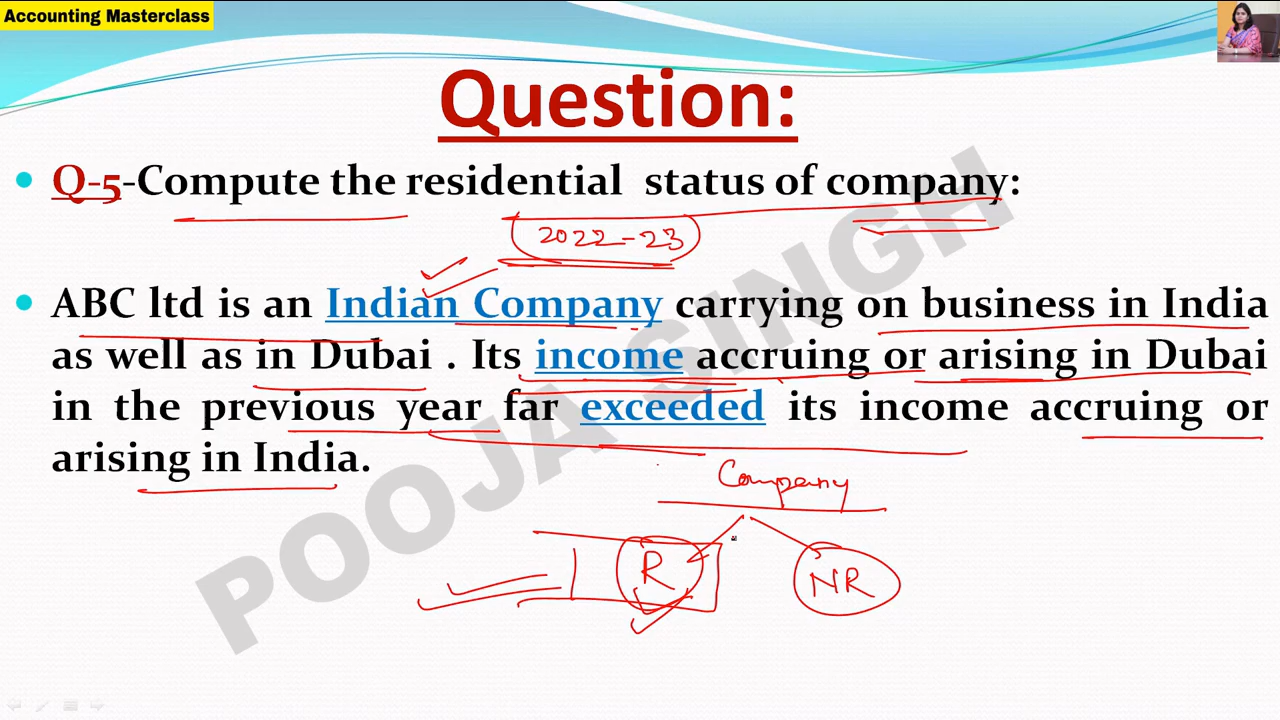 Accounting Masterclass
Question:
Q-5-Compute the residential status of company:
2022-23
ABC ltd is an Indian Company carrying on business in India
as well as in Dubai . Its income accruing or arising in Dubai
in the previous year far exceeded its income accruing or
arising in India.
Company
R NR
POOJA SINGH